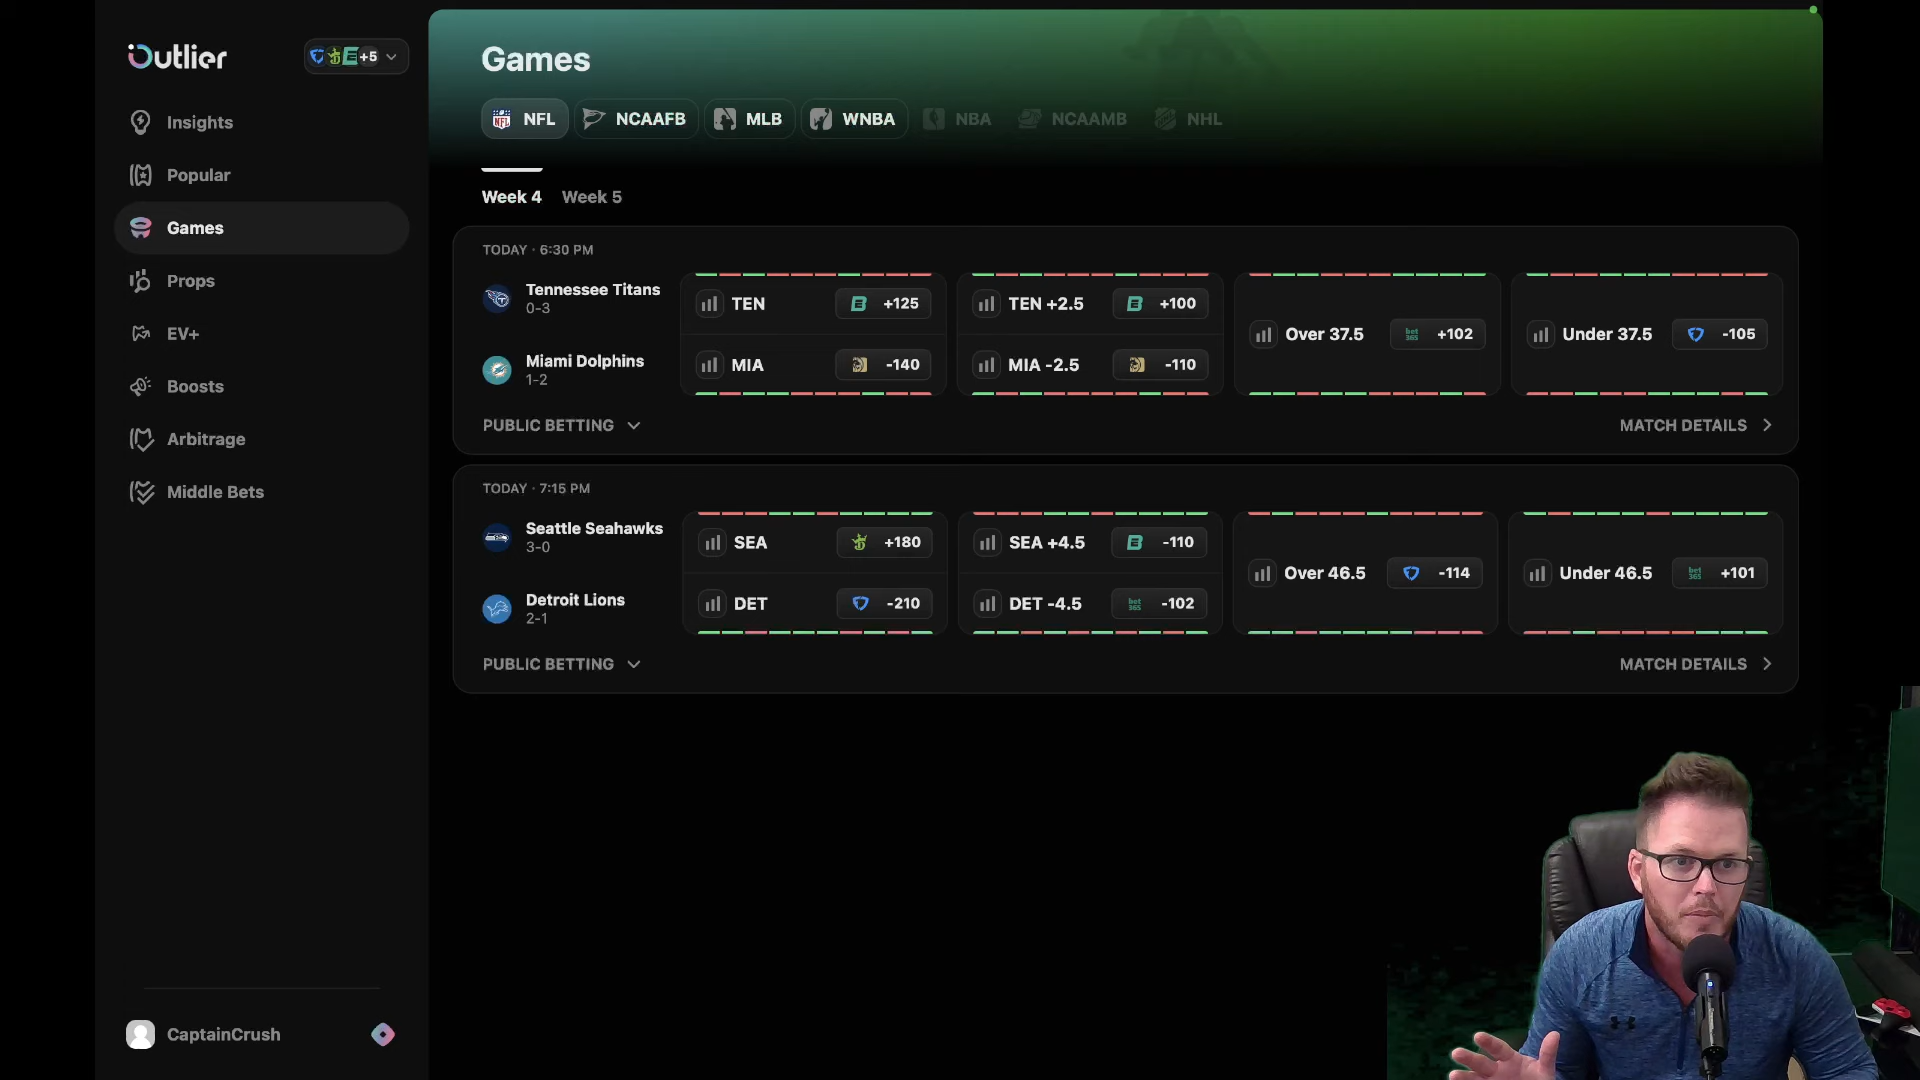 Outlier
+5
Insights
Popular
Games
Props
EV+
Boosts
Arbitrage
Middle Bets
CaptainCrush
Games
NFL NCAAFB MLB WNBA NBA NCAAMB NHL
Week 4 Week 5
TODAY · 6:30 PM
Tennessee Titans
0-3
TEN +125
TEN +2.5 +100
Miami Dolphins
1-2
MIA -140
MIA -2.5 -110
Over 37.5 bet365 +102
Under 37.5 -105
PUBLIC BETTING
MATCH DETAILS
TODAY · 7:15 PM
Seattle Seahawks
3-0
SEA +180
SEA +4.5 -110
Detroit Lions
2-1
DET -210
DET -4.5 bet365 -102
Over 46.5 -114
Under 46.5 bet365 +101
PUBLIC BETTING
MATCH DETAILS